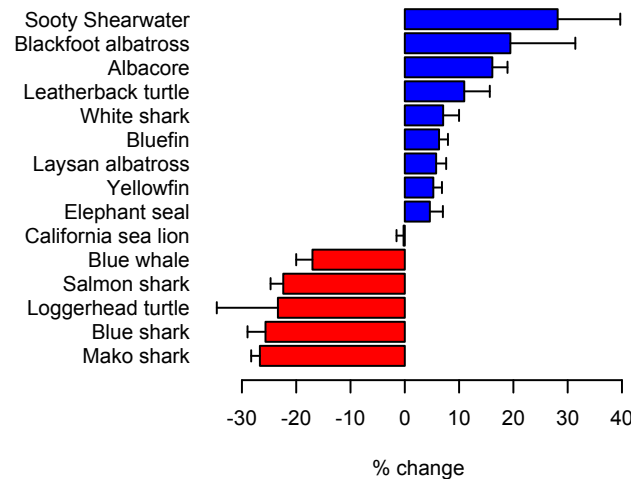 Sooty Shearwater
Blackfoot albatross
Albacore
Leatherback turtle
White shark
Bluefin
Laysan albatross
Yellowfin
Elephant seal
California sea lion
Blue whale
Salmon shark
Loggerhead turtle
Blue shark
Mako shark
-30 -20 -10 0 10 20 30 40
% change